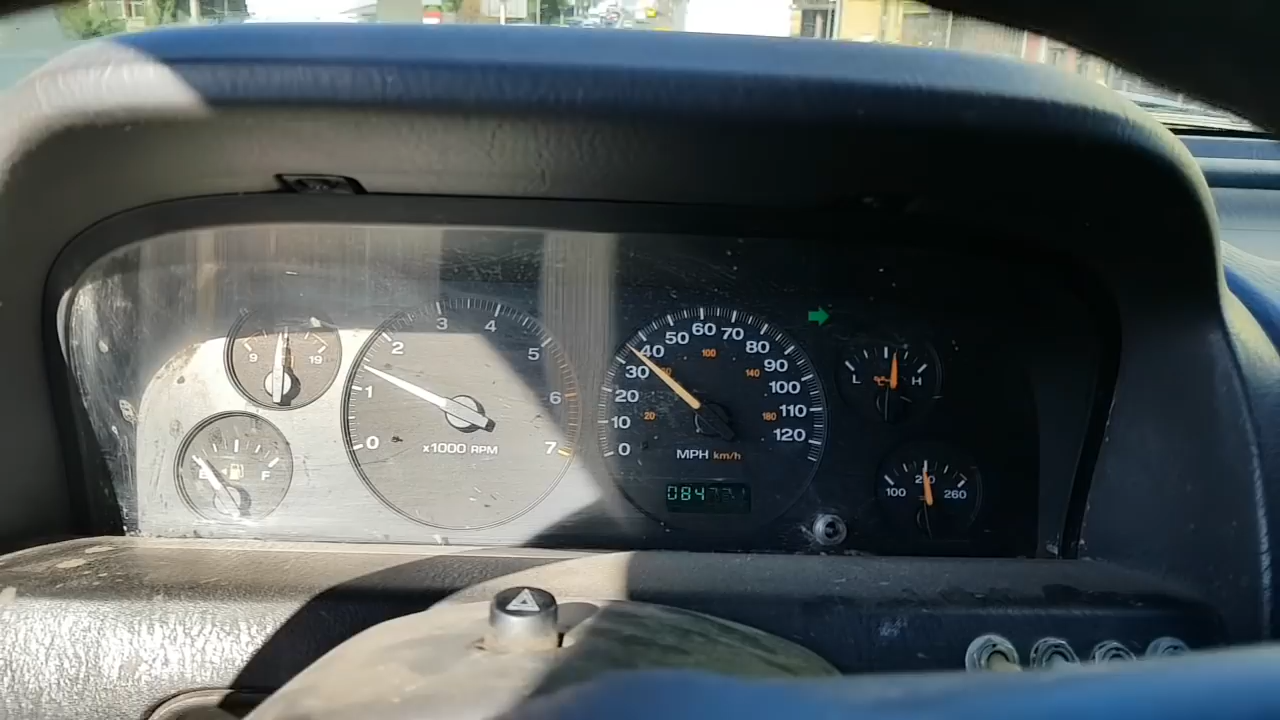 9 19
E F
0 1 2 3 4 5 6 7
x1000 RPM
0 10 20 30 40 50 60 70 80 90 100 110 120
20 100 140 180
MPH km/h
L H
100 260